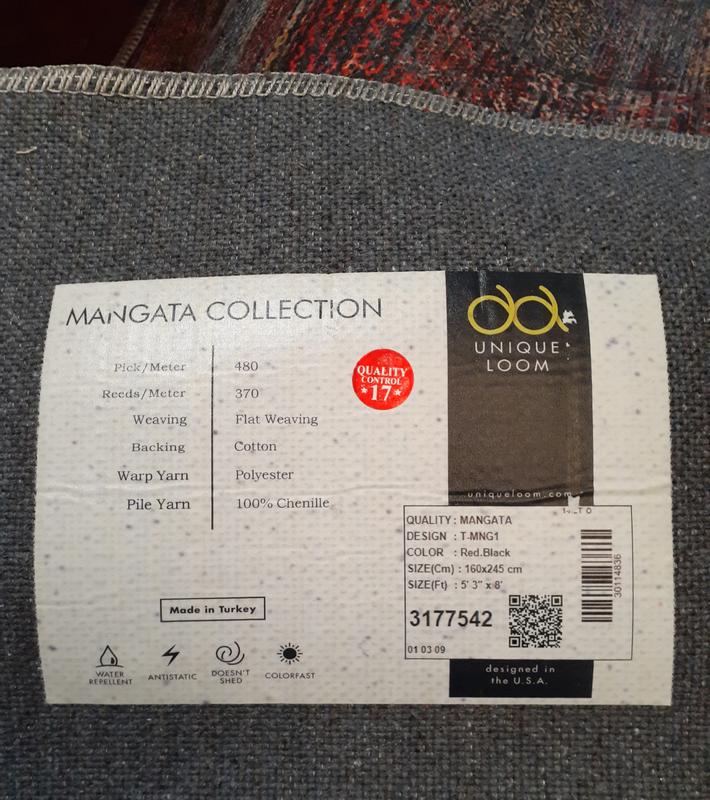 MANGATA COLLECTION
Pick/Meter 480
Reeds/Meter 370
Weaving Flat Weaving
Backing Cotton
Warp Yarn Polyester
Pile Yarn 100% Chenille
QUALITY
CONTROL
17
Made in Turkey
WATER
REPELLENT
ANTISTATIC
DOESN'T
SHED
COLORFAST
UNIQUE
LOOM
uniqueloom.com
QUALITY : MANGATA
DESIGN : T-MNG1
COLOR : Red.Black
SIZE(Cm) : 160x245 cm
SIZE(Ft) : 5' 3" x 8'
3177542
01 03 09
30114836
designed in
the U.S.A.